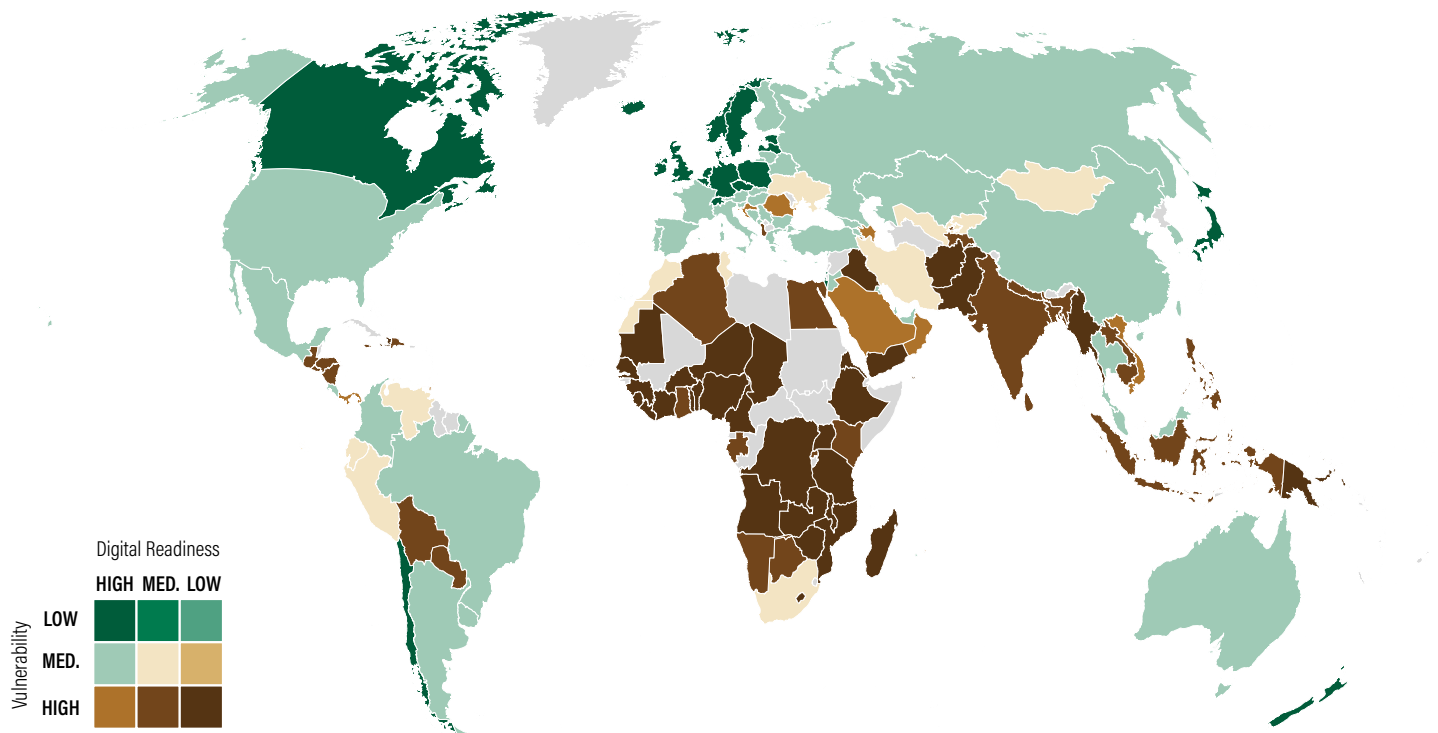 Digital Readiness
HIGH MED. LOW
Vulnerability
LOW
MED.
HIGH